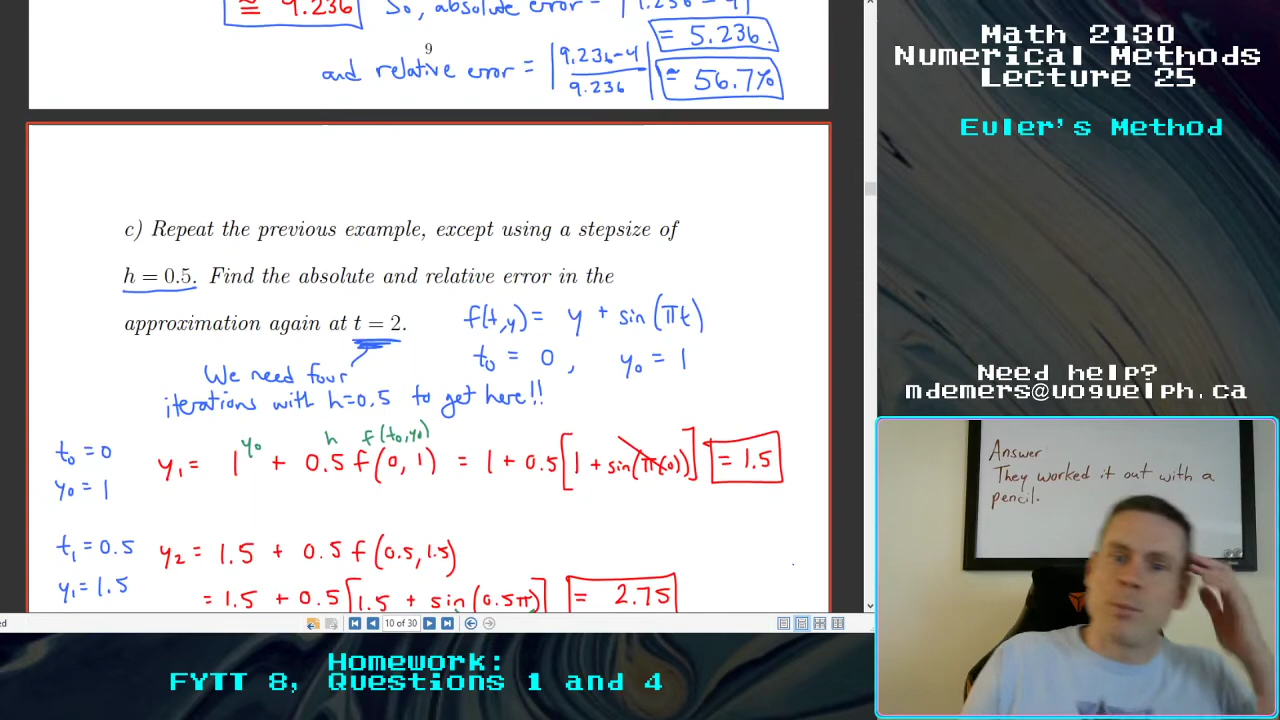 ≅ 9.236 So, absolute error = |9.236 - 4|
= 5.236.
9
and relative error = |9.236-4 / 9.236| ≅ 56.7%
c) Repeat the previous example, except using a stepsize of
h = 0.5. Find the absolute and relative error in the
approximation again at t = 2.
f(t,y) = y + sin(πt)
t₀ = 0, y₀ = 1
We need four
iterations with h=0.5 to get here!!
y₀ h f(t₀,y₀)
t₀ = 0
y₀ = 1
y₁ = 1 + 0.5 f(0, 1) = 1 + 0.5[1 + sin(π(0))] = 1.5
t₁ = 0.5
y₁ = 1.5
y₂ = 1.5 + 0.5 f(0.5, 1.5)
= 1.5 + 0.5[1.5 + sin(0.5π)] = 2.75
10 of 30
Math 2130
Numerical Methods
Lecture 25
Euler's Method
Need help?
mdemers@uoguelph.ca
Answer
They worked it out with a
pencil.
Homework:
FYTT 8, Questions 1 and 4